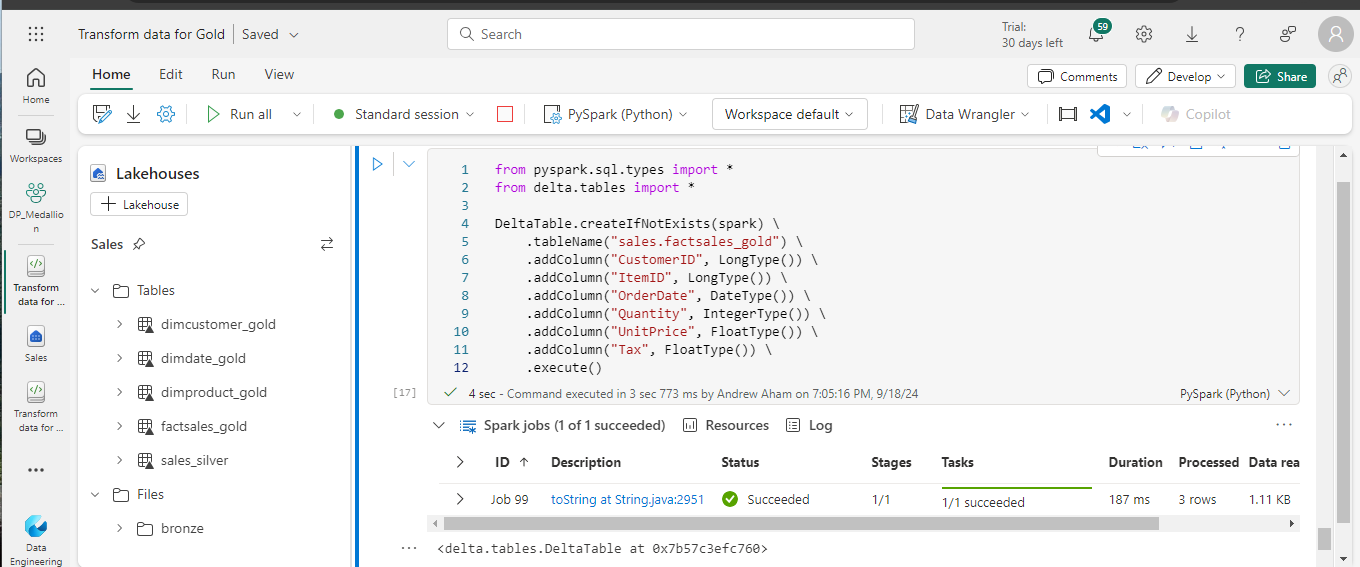 Transform data for Gold
Saved
Search
Trial:
30 days left
59
Home
Edit
Run
View
Comments
Develop
Share
Run all
Standard session
PySpark (Python)
Workspace default
Data Wrangler
Copilot
Home
Workspaces
DP_Medallio
n
Transform
data for ...
Sales
Transform
data for ...
Data
Engineering
Lakehouses
Lakehouse
Sales
Tables
dimcustomer_gold
dimdate_gold
dimproduct_gold
factsales_gold
sales_silver
Files
bronze
1 from pyspark.sql.types import *
2 from delta.tables import *
3
4 DeltaTable.createIfNotExists(spark) \
5 .tableName("sales.factsales_gold") \
6 .addColumn("CustomerID", LongType()) \
7 .addColumn("ItemID", LongType()) \
8 .addColumn("OrderDate", DateType()) \
9 .addColumn("Quantity", IntegerType()) \
10 .addColumn("UnitPrice", FloatType()) \
11 .addColumn("Tax", FloatType()) \
12 .execute()
[17]
4 sec - Command executed in 3 sec 773 ms by Andrew Aham on 7:05:16 PM, 9/18/24
PySpark (Python)
Spark jobs (1 of 1 succeeded)
Resources
Log
ID Description Status Stages Tasks Duration Processed Data rea
Job 99 toString at String.java:2951 Succeeded 1/1 1/1 succeeded 187 ms 3 rows 1.11 KB
<delta.tables.DeltaTable at 0x7b57c3efc760>